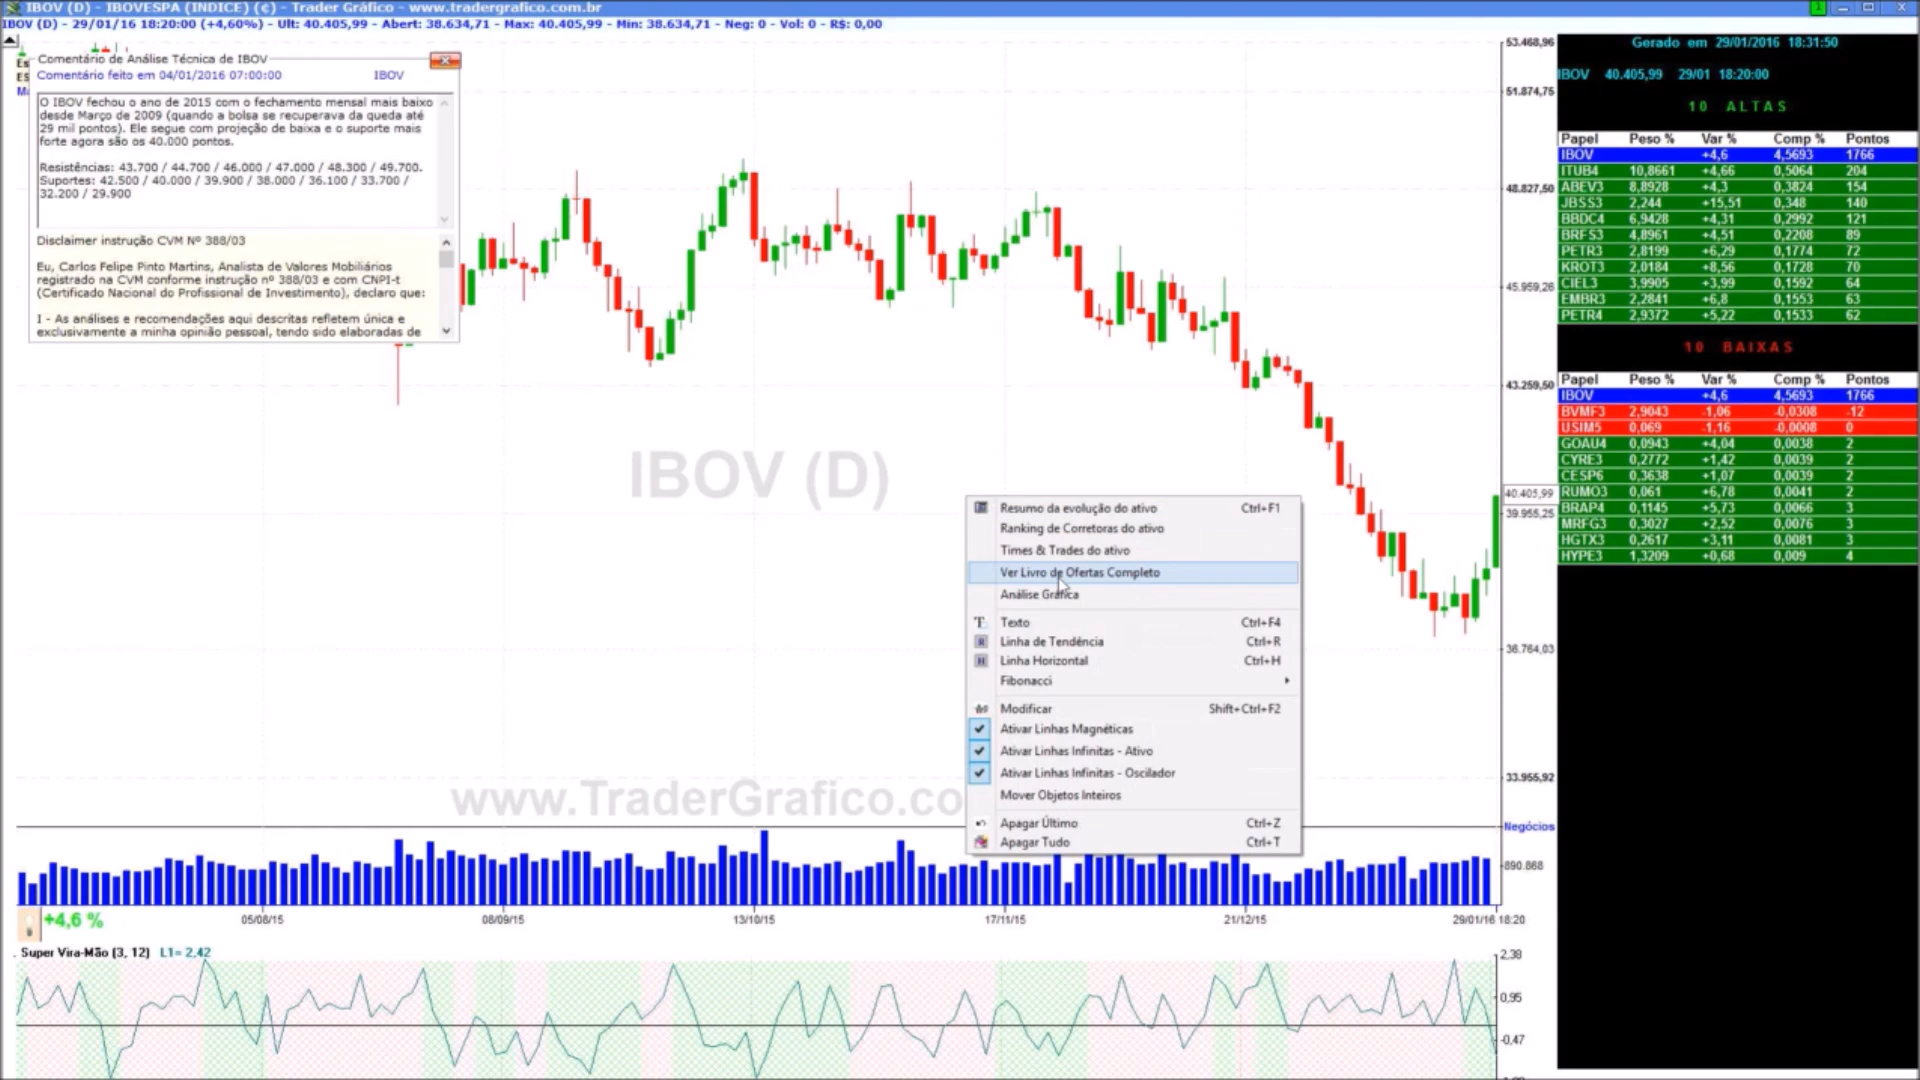 IBOV (D) - IBOVESPA (INDICE) (€) - Trader Gráfico - www.tradergrafico.com.br
IBOV (D) - 29/01/16 18:20:00 (+4,60%) - Ult: 40.405,99 - Abert: 38.634,71 - Max: 40.405,99 - Min: 38.634,71 - Neg: 0 - Vol: 0 - R$: 0,00
Comentário de Análise Técnica de IBOV
Comentário feito em 04/01/2016 07:00:00 IBOV
O IBOV fechou o ano de 2015 com o fechamento mensal mais baixo
desde Março de 2009 (quando a bolsa se recuperava da queda até
29 mil pontos). Ele segue com projeção de baixa e o suporte mais
forte agora são os 40.000 pontos.
Resistências: 43.700 / 44.700 / 46.000 / 47.000 / 48.300 / 49.700.
Suportes: 42.500 / 40.000 / 39.900 / 38.000 / 36.100 / 33.700 /
32.200 / 29.900
Disclaimer instrução CVM Nº 388/03
Eu, Carlos Felipe Pinto Martins, Analista de Valores Mobiliários
registrado na CVM conforme instrução nº 388/03 e com CNPI-t
(Certificado Nacional do Profissional de Investimento), declaro que:
I - As análises e recomendações aqui descritas refletem única e
exclusivamente a minha opinião pessoal, tendo sido elaboradas de
IBOV (D)
www.TraderGrafico.co
Resumo da evolução do ativo Ctrl+F1
Ranking de Corretoras do ativo
Times & Trades do ativo
Ver Livro de Ofertas Completo
Análise Gráfica
Texto Ctrl+F4
Linha de Tendência Ctrl+R
Linha Horizontal Ctrl+H
Fibonacci
Modificar Shift+Ctrl+F2
Ativar Linhas Magnéticas
Ativar Linhas Infinitas - Ativo
Ativar Linhas Infinitas - Oscilador
Mover Objetos Inteiros
Apagar Último Ctrl+Z
Apagar Tudo Ctrl+T
53.468,96
51.874,75
48.827,50
45.959,26
43.259,50
40.405,99
39.955,25
36.764,03
33.955,92
Negócios
890.868
05/08/15 08/09/15 13/10/15 17/11/15 21/12/15 29/01/16 18:20
+4,6 %
. Super Vira-Mão (3, 12) L1= 2,42
2,38
0,95
-0,47
Gerado em 29/01/2016 18:31:50
IBOV 40.405,99 29/01 18:20:00
10 ALTAS
Papel Peso % Var % Comp % Pontos
IBOV +4,6 4,5693 1766
ITUB4 10,8661 +4,66 0,5064 204
ABEV3 8,8928 +4,3 0,3824 154
JBSS3 2,244 +15,51 0,348 140
BBDC4 6,9428 +4,31 0,2992 121
BRFS3 4,8961 +4,51 0,2208 89
PETR3 2,8199 +6,29 0,1774 72
KROT3 2,0184 +8,56 0,1728 70
CIEL3 3,9905 +3,99 0,1592 64
EMBR3 2,2841 +6,8 0,1553 63
PETR4 2,9372 +5,22 0,1533 62
10 BAIXAS
Papel Peso % Var % Comp % Pontos
IBOV +4,6 4,5693 1766
BVMF3 2,9043 -1,06 -0,0308 -12
USIM5 0,069 -1,16 -0,0008 0
GOAU4 0,0943 +4,04 0,0038 2
CYRE3 0,2772 +1,42 0,0039 2
CESP6 0,3638 +1,07 0,0039 2
RUMO3 0,061 +6,78 0,0041 2
BRAP4 0,1145 +5,73 0,0066 3
MRFG3 0,3027 +2,52 0,0076 3
HGTX3 0,2617 +3,11 0,0081 3
HYPE3 1,3209 +0,68 0,009 4